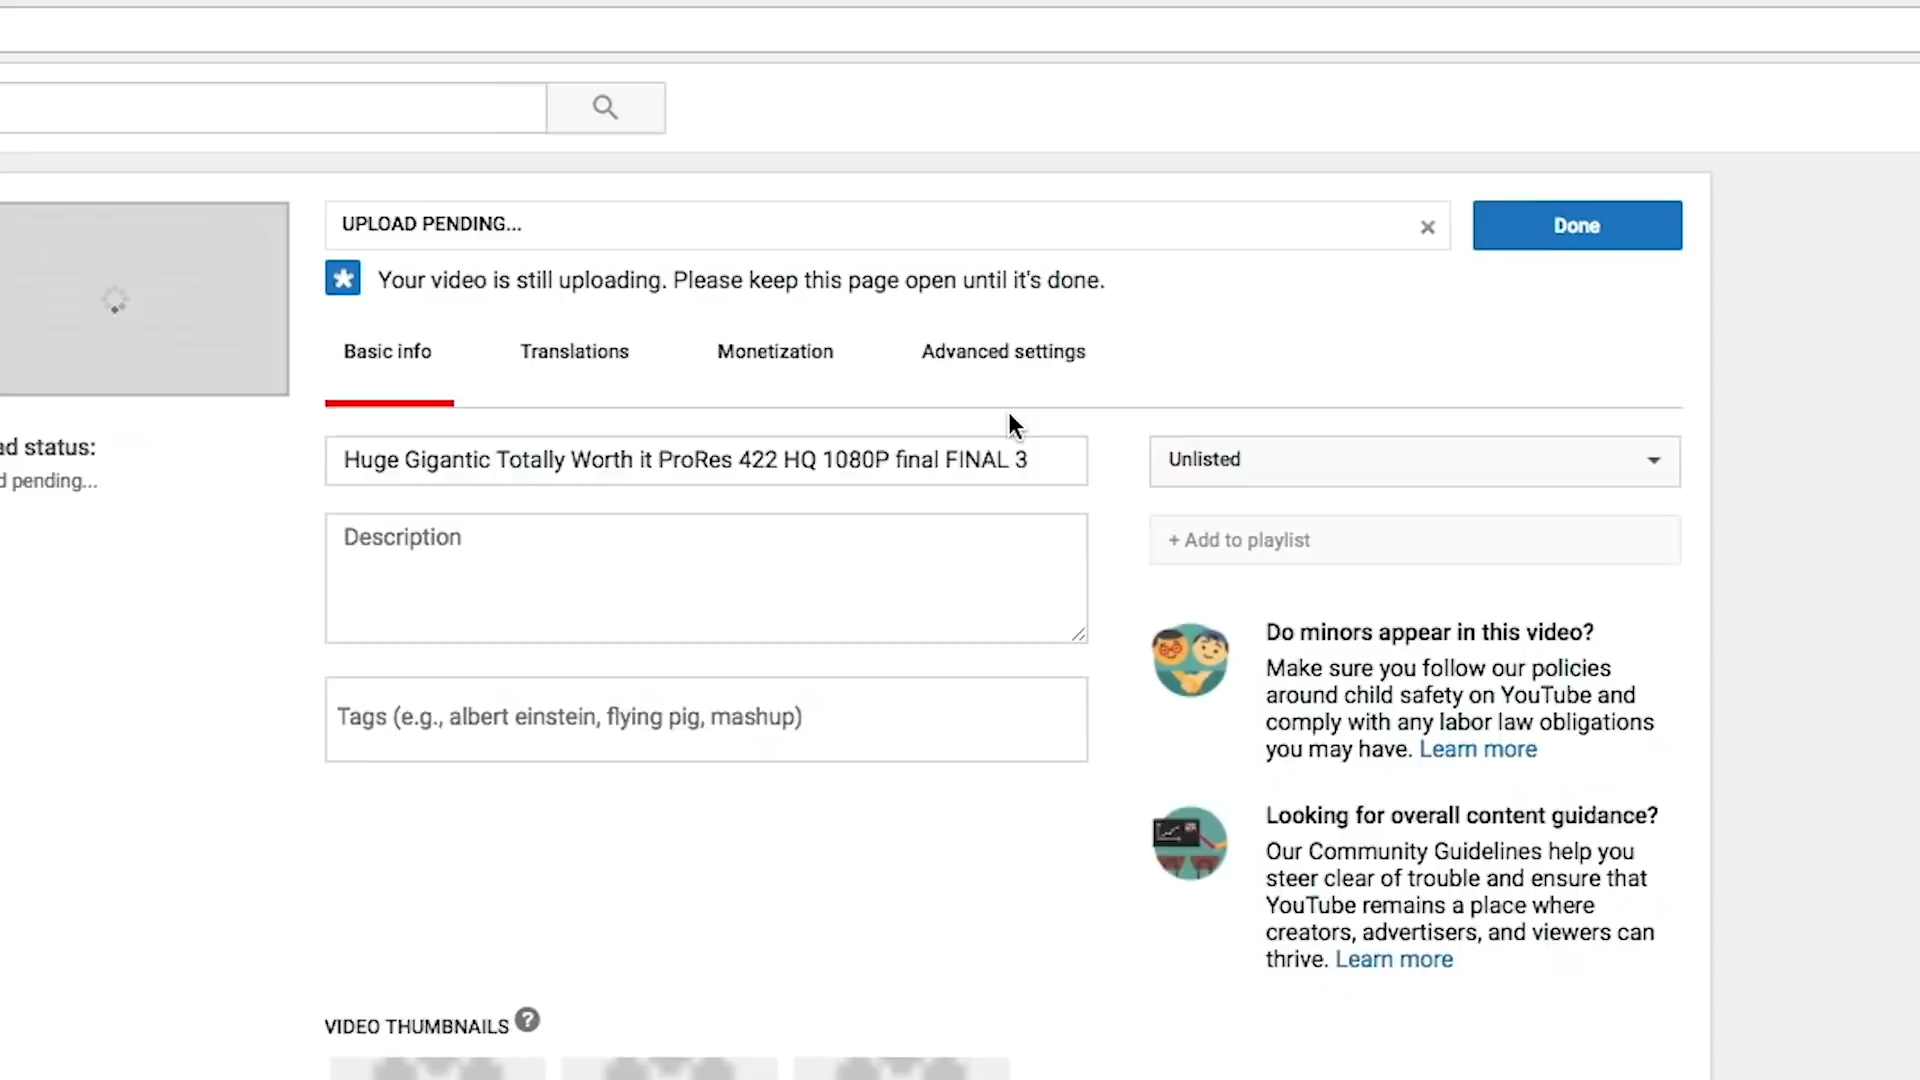 UPLOAD PENDING...
Done
Your video is still uploading. Please keep this page open until it's done.
Basic info
Translations
Monetization
Advanced settings
ad status:
d pending...
Huge Gigantic Totally Worth it ProRes 422 HQ 1080P final FINAL 3
Unlisted
Description
+ Add to playlist
Tags (e.g., albert einstein, flying pig, mashup)
Do minors appear in this video?
Make sure you follow our policies
around child safety on YouTube and
comply with any labor law obligations
you may have. Learn more
Looking for overall content guidance?
Our Community Guidelines help you
steer clear of trouble and ensure that
YouTube remains a place where
creators, advertisers, and viewers can
thrive. Learn more
VIDEO THUMBNAILS ?